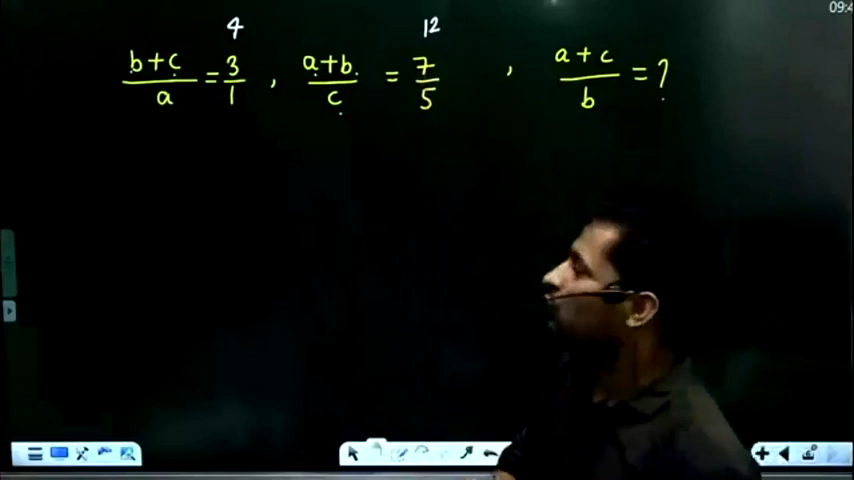 09:4
4 12
b+c/a = 3/1 , a+b/c = 7/5 , a+c/b = ?